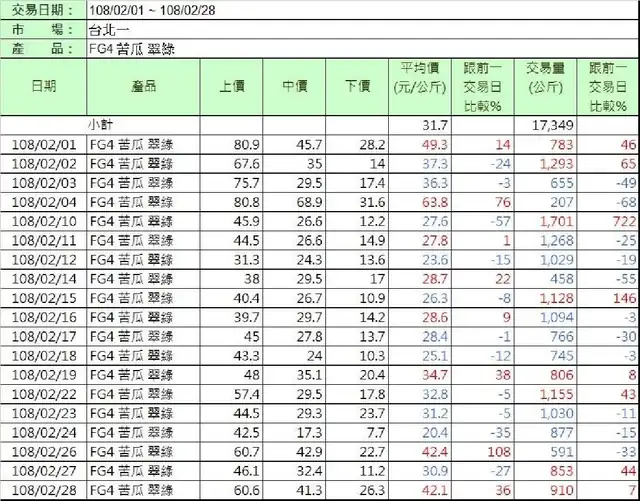 交易日期： 108/02/01 ~ 108/02/28
市 場： 台北一
產 品： FG4 苦瓜 翠綠
日期 產品 上價 中價 下價 平均價 (元/公斤) 跟前一交易日比較% 交易量 (公斤) 跟前一交易日比較%
小計 31.7 17,349
108/02/01 FG4 苦瓜 翠綠 80.9 45.7 28.2 49.3 14 783 46
108/02/02 FG4 苦瓜 翠綠 67.6 35 14 37.3 -24 1,293 65
108/02/03 FG4 苦瓜 翠綠 75.7 29.5 17.4 36.3 -3 655 -49
108/02/04 FG4 苦瓜 翠綠 80.8 68.9 31.6 63.8 76 207 -68
108/02/10 FG4 苦瓜 翠綠 45.9 26.6 12.2 27.6 -57 1,701 722
108/02/11 FG4 苦瓜 翠綠 44.5 26.6 14.9 27.8 1 1,268 -25
108/02/12 FG4 苦瓜 翠綠 31.3 24.3 13.6 23.6 -15 1,029 -19
108/02/14 FG4 苦瓜 翠綠 38 29.5 17 28.7 22 458 -55
108/02/15 FG4 苦瓜 翠綠 40.4 26.7 10.9 26.3 -8 1,128 146
108/02/16 FG4 苦瓜 翠綠 39.7 29.7 14.2 28.6 9 1,094 -3
108/02/17 FG4 苦瓜 翠綠 45 27.8 13.7 28.4 -1 766 -30
108/02/18 FG4 苦瓜 翠綠 43.3 24 10.3 25.1 -12 745 -3
108/02/19 FG4 苦瓜 翠綠 48 35.1 20.4 34.7 38 806 8
108/02/22 FG4 苦瓜 翠綠 57.4 29.5 17.8 32.8 -5 1,155 43
108/02/23 FG4 苦瓜 翠綠 44.5 29.3 23.7 31.2 -5 1,030 -11
108/02/24 FG4 苦瓜 翠綠 42.5 17.3 7.7 20.4 -35 877 -15
108/02/26 FG4 苦瓜 翠綠 60.7 42.9 22.7 42.4 108 591 -33
108/02/27 FG4 苦瓜 翠綠 46.1 32.4 11.2 30.9 -27 853 44
108/02/28 FG4 苦瓜 翠綠 60.6 41.3 26.3 42.1 36 910 7